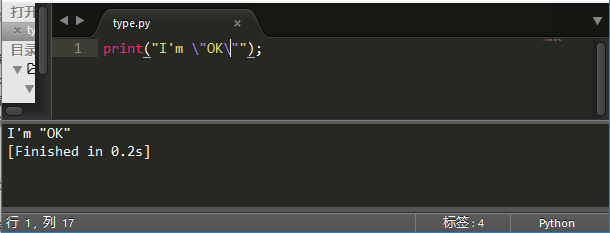 打开
type.py
目录
1 print("I'm \"OK\"");
I'm "OK"
[Finished in 0.2s]
行 1, 列 17 标签:4 Python